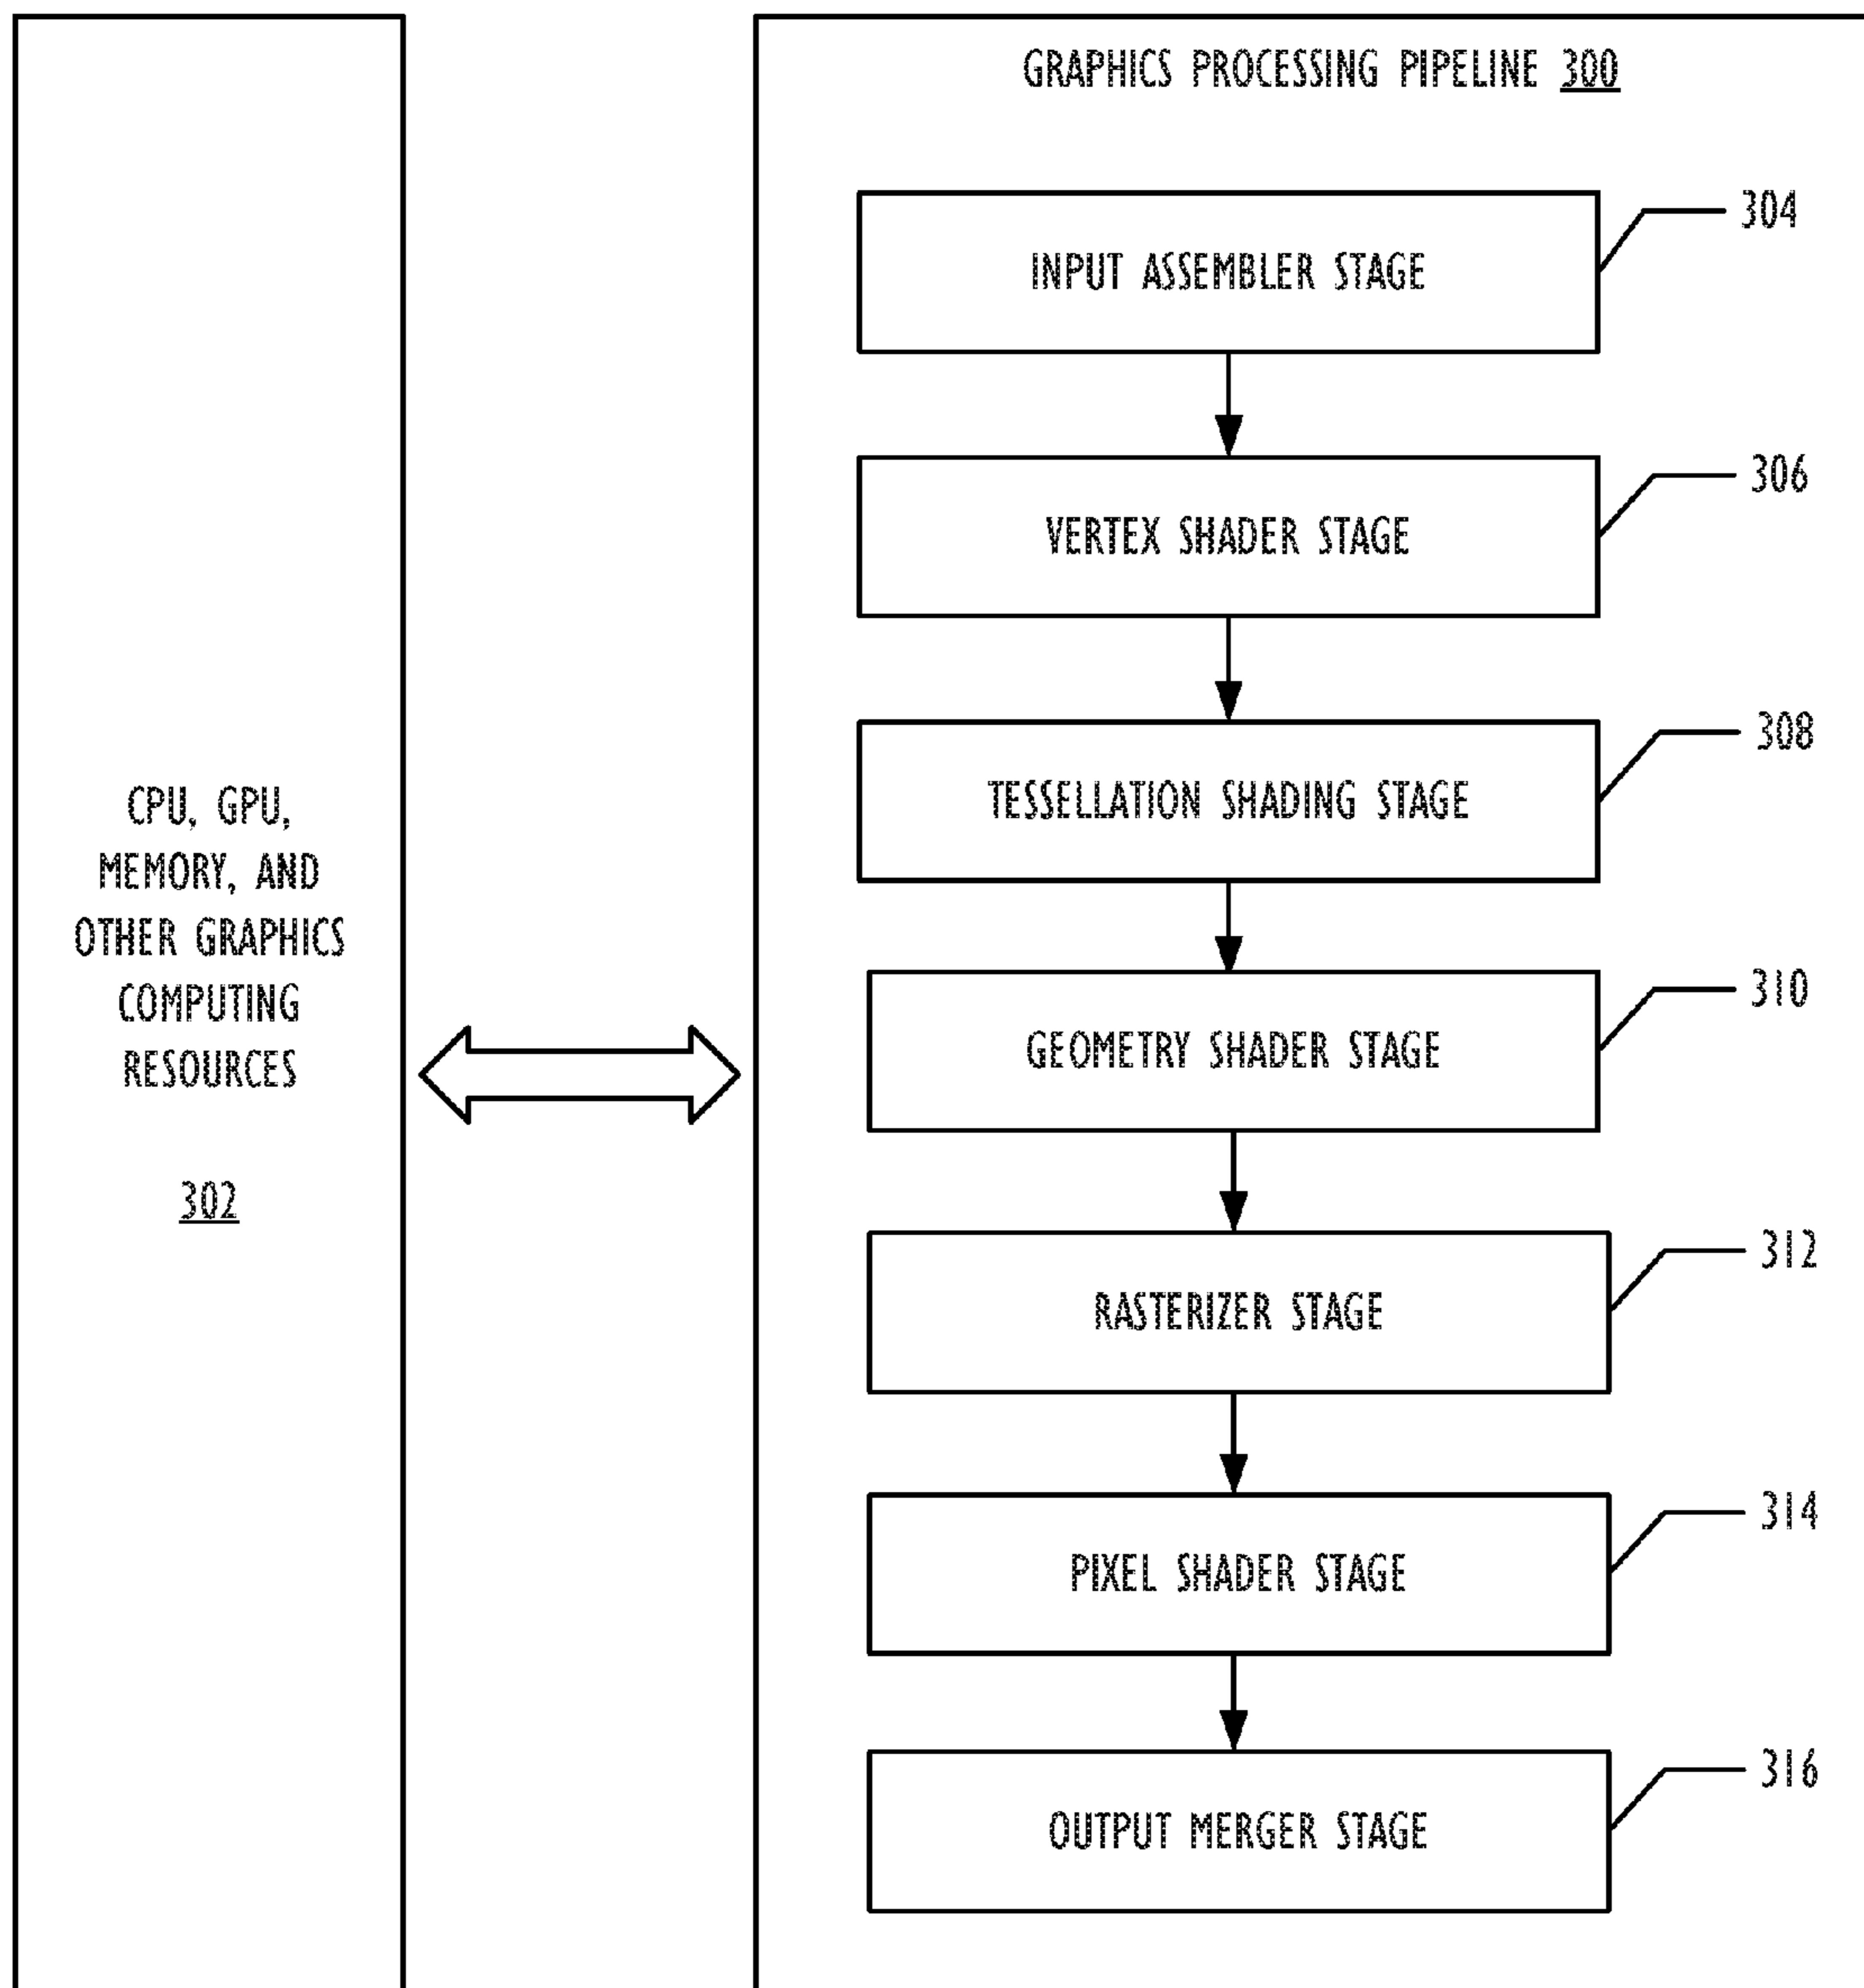 GRAPHICS PROCESSING PIPELINE 300
304
INPUT ASSEMBLER STAGE
306
VERTEX SHADER STAGE
308
TESSELLATION SHADING STAGE
310
GEOMETRY SHADER STAGE
312
RASTERIZER STAGE
314
PIXEL SHADER STAGE
316
OUTPUT MERGER STAGE
CPU, GPU,
MEMORY, AND
OTHER GRAPHICS
COMPUTING
RESOURCES
302